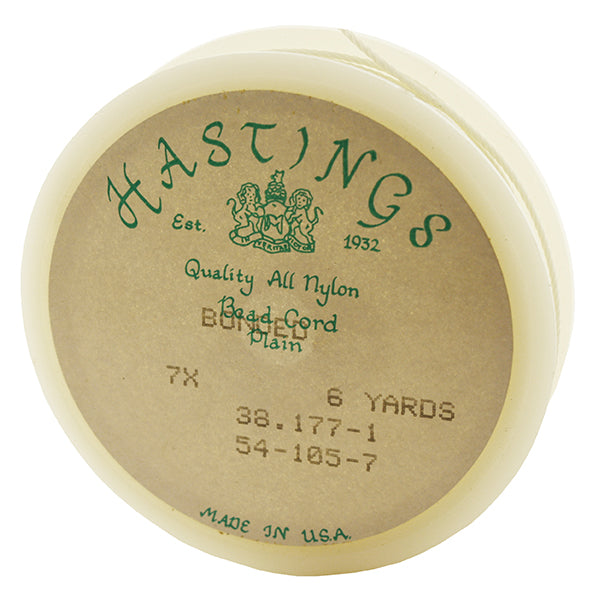 HASTINGS
Est. 1932
Quality All Nylon
Bead Cord
BONDED
Plain
7X 6 YARDS
38.177-1
54-105-7
MADE IN U.S.A.